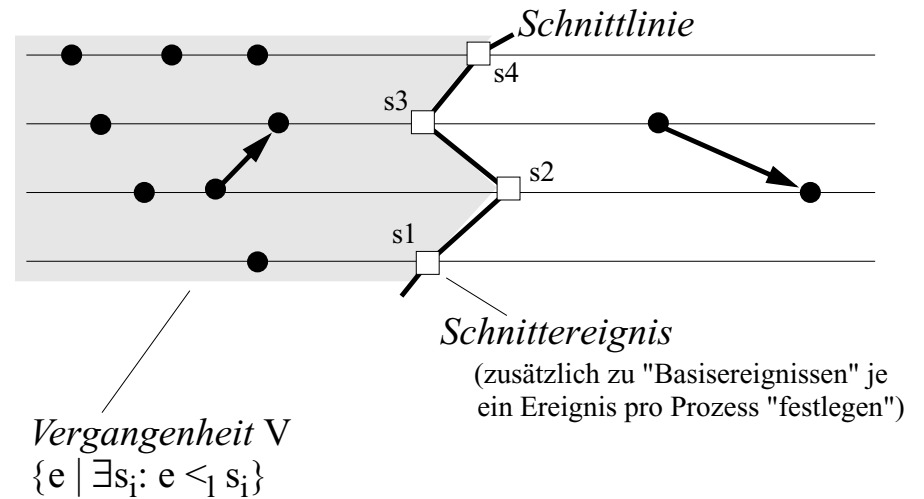 Schnittlinie
s4
s3
s2
s1
Schnittereignis
(zusätzlich zu "Basisereignissen" je
ein Ereignis pro Prozess "festlegen")
Vergangenheit V
{e | ∃sᵢ: e <ₗ sᵢ}